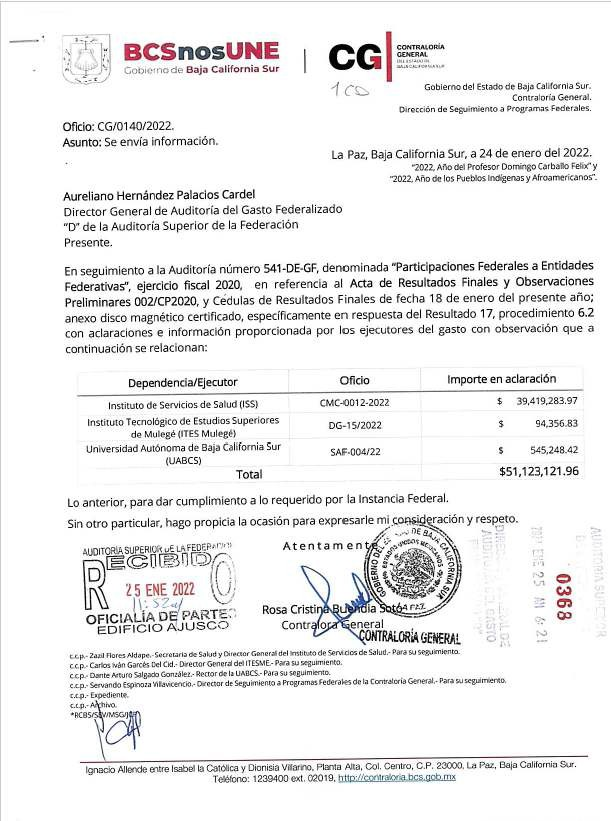 BCSnosUNE
Gobierno de Baja California Sur
CG
CONTRALORÍA
GENERAL
DEL ESTADO DE
BAJA CALIFORNIA SUR
1 CD
Gobierno del Estado de Baja California Sur.
Contraloría General.
Dirección de Seguimiento a Programas Federales.
Oficio: CG/0140/2022.
Asunto: Se envía información.
La Paz, Baja California Sur, a 24 de enero del 2022.
"2022, Año del Profesor Domingo Carballo Felix" y
"2022, Año de los Pueblos Indígenas y Afroamericanos".
Aureliano Hernández Palacios Cardel
Director General de Auditoría del Gasto Federalizado
"D" de la Auditoría Superior de la Federación
Presente.
En seguimiento a la Auditoría número 541-DE-GF, denominada "Participaciones Federales a Entidades
Federativas", ejercicio fiscal 2020, en referencia al Acta de Resultados Finales y Observaciones
Preliminares 002/CP2020, y Cédulas de Resultados Finales de fecha 18 de enero del presente año;
anexo disco magnético certificado, específicamente en respuesta del Resultado 17, procedimiento 6.2
con aclaraciones e información proporcionada por los ejecutores del gasto con observación que a
continuación se relacionan:
Dependencia/Ejecutor Oficio Importe en aclaración
Instituto de Servicios de Salud (ISS) CMC-0012-2022 $ 39,419,283.97
Instituto Tecnológico de Estudios Superiores
de Mulegé (ITES Mulegé) DG-15/2022 $ 94,356.83
Universidad Autónoma de Baja California Sur
(UABCS) SAF-004/22 $ 545,248.42
Total $51,123,121.96
Lo anterior, para dar cumplimiento a lo requerido por la Instancia Federal.
Sin otro particular, hago propicia la ocasión para expresarle mi consideración y respeto.
Atentamente
AUDITORÍA SUPERIOR DE LA FEDERACIÓN
RECIBIDO
25 ENE 2022
OFICIALÍA DE PARTES
EDIFICIO AJUSCO
GOBIERNO DEL ESTADO DE BAJA CALIFORNIA SUR
ESTADOS UNIDOS MEXICANOS
LA PAZ
Rosa Cristina Buendía Soto
Contralora General
CONTRALORÍA GENERAL
2022 ENE 25 AM 6:21
0368
c.c.p.- Zazil Flores Aldape.-Secretaria de Salud y Director General del Instituto de Servicios de Salud.- Para su seguimiento.
c.c.p.- Carlos Iván Garcés Del Cid.- Director General del ITESME.- Para su seguimiento.
c.c.p.- Dante Arturo Salgado González.- Rector de la UABCS.- Para su seguimiento.
c.c.p.- Servando Espinoza Villavicencio.- Director de Seguimiento a Programas Federales de la Contraloría General.- Para su seguimiento.
c.c.p.- Expediente.
c.c.p.- Archivo.
Ignacio Allende entre Isabel la Católica y Dionisia Villarino, Planta Alta, Col. Centro, C.P. 23000, La Paz, Baja California Sur.
Teléfono: 1239400 ext. 02019, http://contraloria.bcs.gob.mx